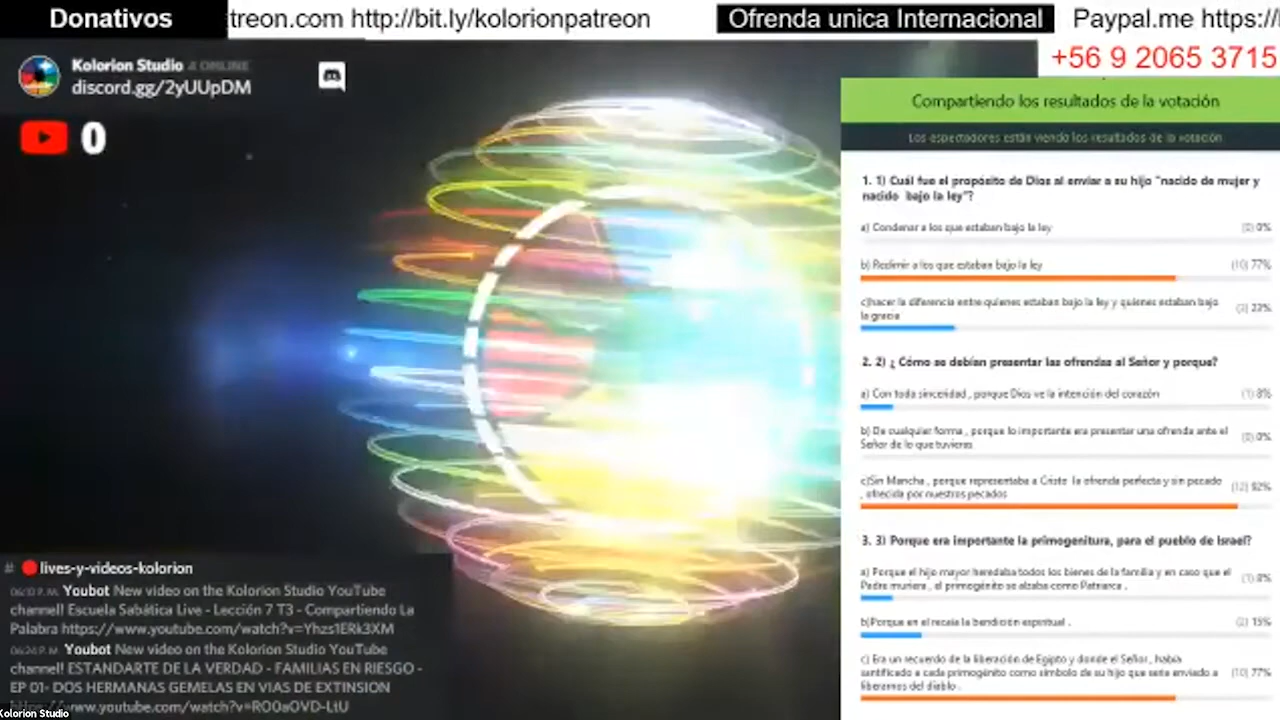 Donativos
treon.com http://bit.ly/kolorionpatreon
Ofrenda unica Internacional
Paypal.me https://
+56 9 2065 3715
Kolorion Studio 4 ONLINE
discord.gg/2yUUpDM
0
Compartiendo los resultados de la votación
Los espectadores están viendo los resultados de la votación
1. 1) Cuál fue el propósito de Dios al enviar a su hijo "nacido de mujer y
nacido bajo la ley"?
a) Condenar a los que estaban bajo la ley
(0) 0%
b) Redimir a los que estaban bajo la ley
(10) 77%
c)hacer la diferencia entre quienes estaban bajo la ley y quienes estaban bajo
la gracia
(3) 23%
2. 2) ¿ Cómo se debían presentar las ofrendas al Señor y porque?
a) Con toda sinceridad , porque Dios ve la intención del corazón
(1) 8%
b) De cualquier forma , porque lo importante era presentar una ofrenda ante el
Señor de lo que tuvieras
(0) 0%
c)Sin Mancha , porque representaba a Cristo la ofrenda perfecta y sin pecado
, ofrecida por nuestros pecados
(12) 92%
3. 3) Porque era importante la primogenitura, para el pueblo de Israel?
a) Porque el hijo mayor heredaba todos los bienes de la familia y en caso que el
Padre muriera , el primogénito se alzaba como Patriarca .
(1) 8%
b)Porque en el recaía la bendición espiritual .
(2) 15%
c) Era un recuerdo de la liberación de Egipto y donde el Señor , había
santificado a cada primogénito como símbolo de su hijo que sería enviado a
liberarnos del diablo .
(10) 77%
# lives-y-videos-kolorion
06:10 P.M. Youbot New video on the Kolorion Studio YouTube
channel! Escuela Sabática Live - Lección 7 T3 - Compartiendo La
Palabra https://www.youtube.com/watch?v=Yhzs1ERk3XM
06:24 P.M. Youbot New video on the Kolorion Studio YouTube
channel! ESTANDARTE DE LA VERDAD - FAMILIAS EN RIESGO -
EP 01- DOS HERMANAS GEMELAS EN VIAS DE EXTINSION
https://www.youtube.com/watch?v=RO0aOVD-LtU
Kolorion Studio